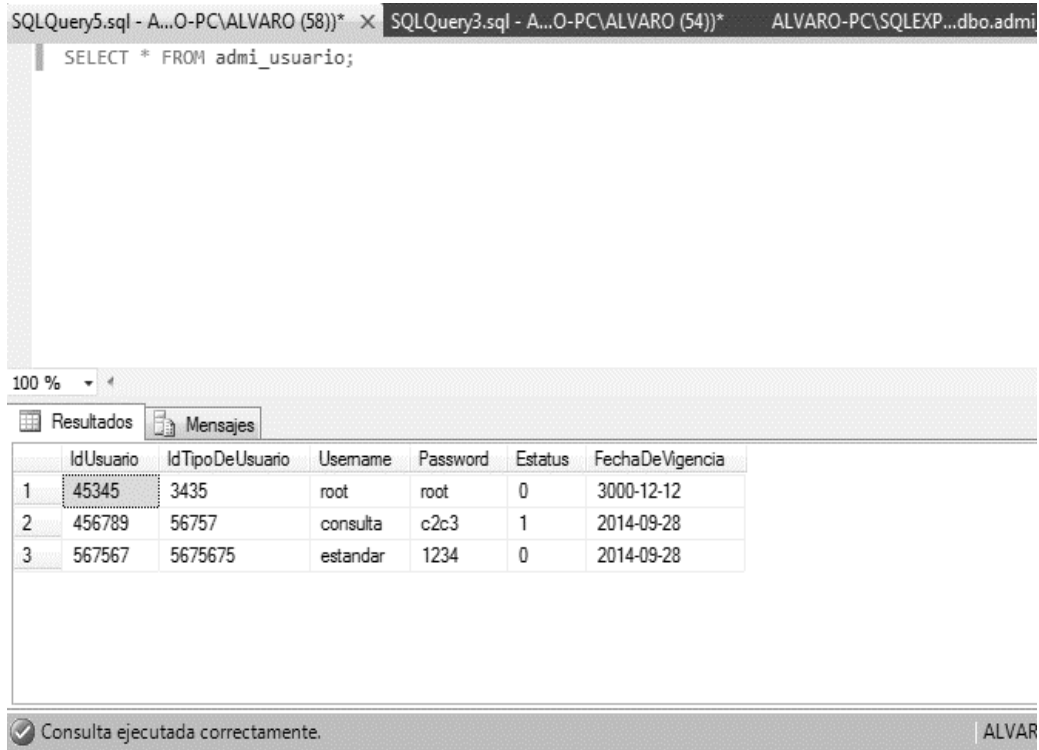 SQLQuery5.sql - A...O-PC\ALVARO (58))* × SQLQuery3.sql - A...O-PC\ALVARO (54))* ALVARO-PC\SQLEXP...dbo.admi
SELECT * FROM admi_usuario;
100 %
Resultados Mensajes
IdUsuario IdTipoDeUsuario Username Password Estatus FechaDeVigencia
1 45345 3435 root root 0 3000-12-12
2 456789 56757 consulta c2c3 1 2014-09-28
3 567567 5675675 estandar 1234 0 2014-09-28
Consulta ejecutada correctamente. ALVAR